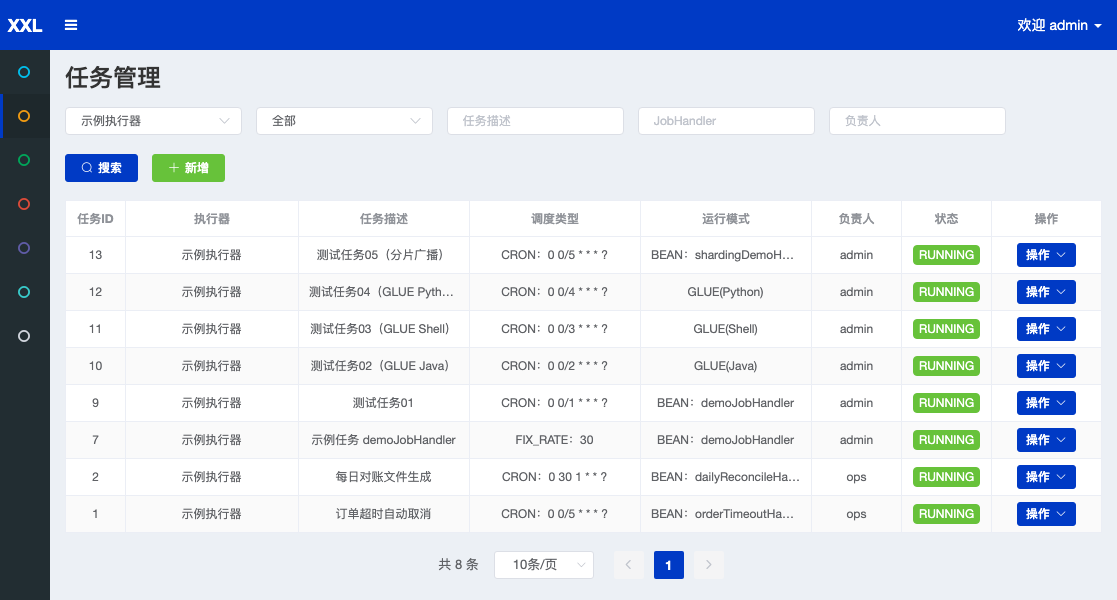 XXL 欢迎 admin
任务管理
示例执行器 全部 任务描述 JobHandler 负责人
搜索 新增
任务ID 执行器 任务描述 调度类型 运行模式 负责人 状态 操作
13 示例执行器 测试任务05（分片广播） CRON：0 0/5 * * * ? BEAN：shardingDemoH... admin RUNNING 操作
12 示例执行器 测试任务04（GLUE Pyth... CRON：0 0/4 * * * ? GLUE(Python) admin RUNNING 操作
11 示例执行器 测试任务03（GLUE Shell） CRON：0 0/3 * * * ? GLUE(Shell) admin RUNNING 操作
10 示例执行器 测试任务02（GLUE Java） CRON：0 0/2 * * * ? GLUE(Java) admin RUNNING 操作
9 示例执行器 测试任务01 CRON：0 0/1 * * * ? BEAN：demoJobHandler admin RUNNING 操作
7 示例执行器 示例任务 demoJobHandler FIX_RATE：30 BEAN：demoJobHandler admin RUNNING 操作
2 示例执行器 每日对账文件生成 CRON：0 30 1 * * ? BEAN：dailyReconcileHa... ops RUNNING 操作
1 示例执行器 订单超时自动取消 CRON：0 0/5 * * * ? BEAN：orderTimeoutHa... ops RUNNING 操作
共 8 条 10条/页 1